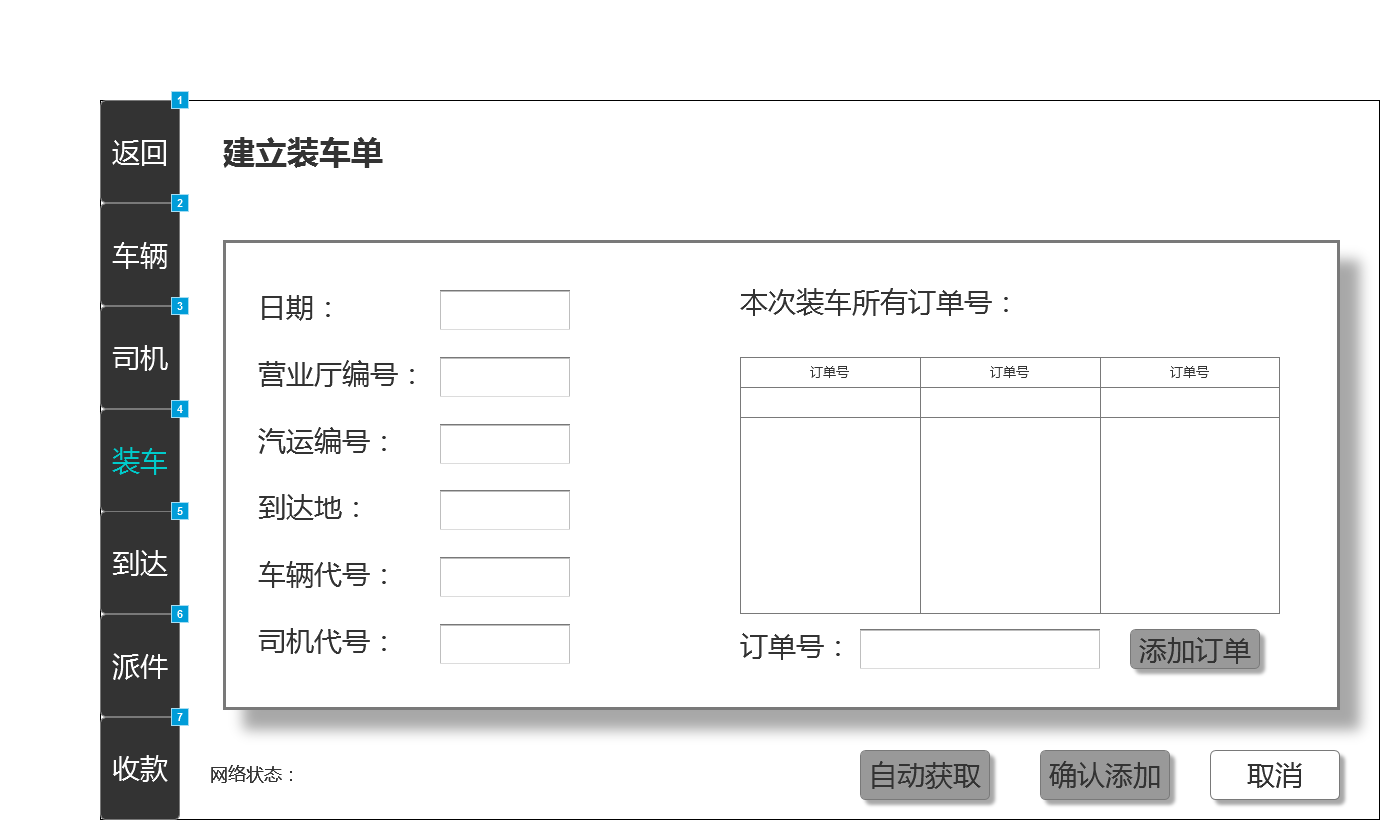 1
返回
2
车辆
3
司机
4
装车
5
到达
6
派件
7
收款
建立装车单
日期：
营业厅编号：
汽运编号：
到达地：
车辆代号：
司机代号：
本次装车所有订单号：
订单号 订单号 订单号
订单号： 添加订单
网络状态： 自动获取 确认添加 取消